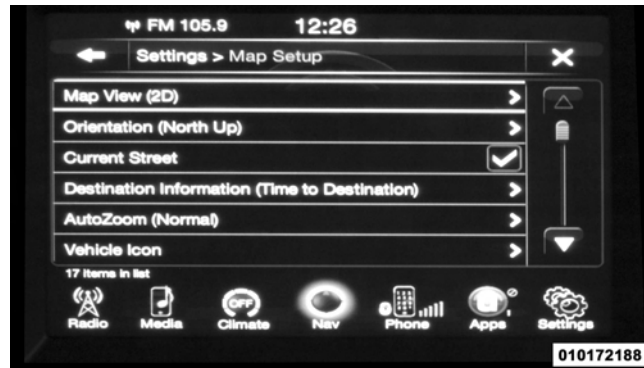 FM 105.9 12:26
Settings > Map Setup
Map View (2D)
Orientation (North Up)
Current Street
Destination Information (Time to Destination)
AutoZoom (Normal)
Vehicle Icon
17 items in list
OFF
Radio Media Climate Nav Phone Apps Settings
010172188